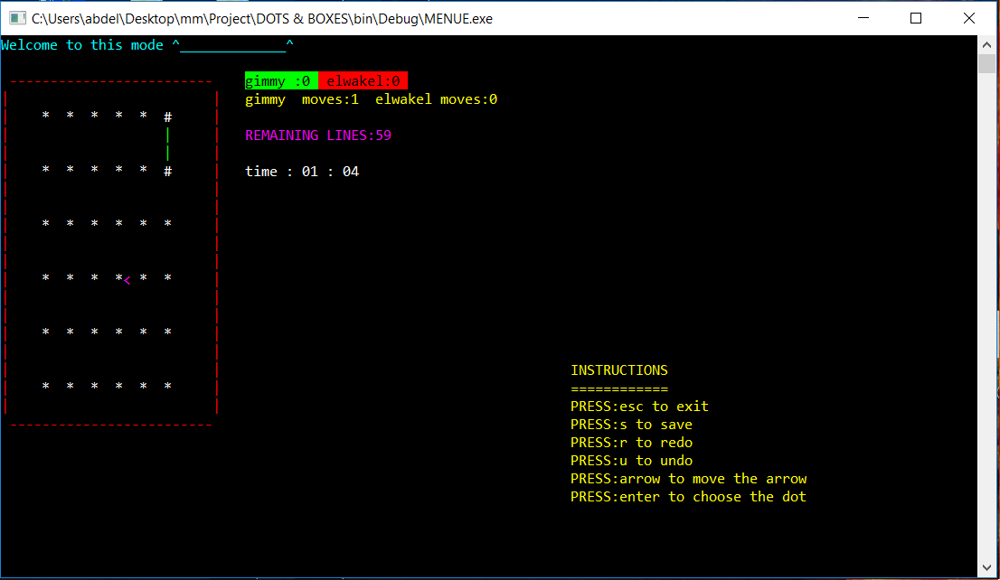 C:\Users\abdel\Desktop\mm\Project\DOTS & BOXES\bin\Debug\MENUE.exe
Welcome to this mode ^_____________^
gimmy :0 elwakel:0
gimmy  moves:1  elwakel moves:0
* * * * * #
REMAINING LINES:59
* * * * * #
time : 01 : 04
* * * * * *
* * * *< * *
* * * * * *
* * * * * *
INSTRUCTIONS
============
PRESS:esc to exit
PRESS:s to save
PRESS:r to redo
PRESS:u to undo
PRESS:arrow to move the arrow
PRESS:enter to choose the dot